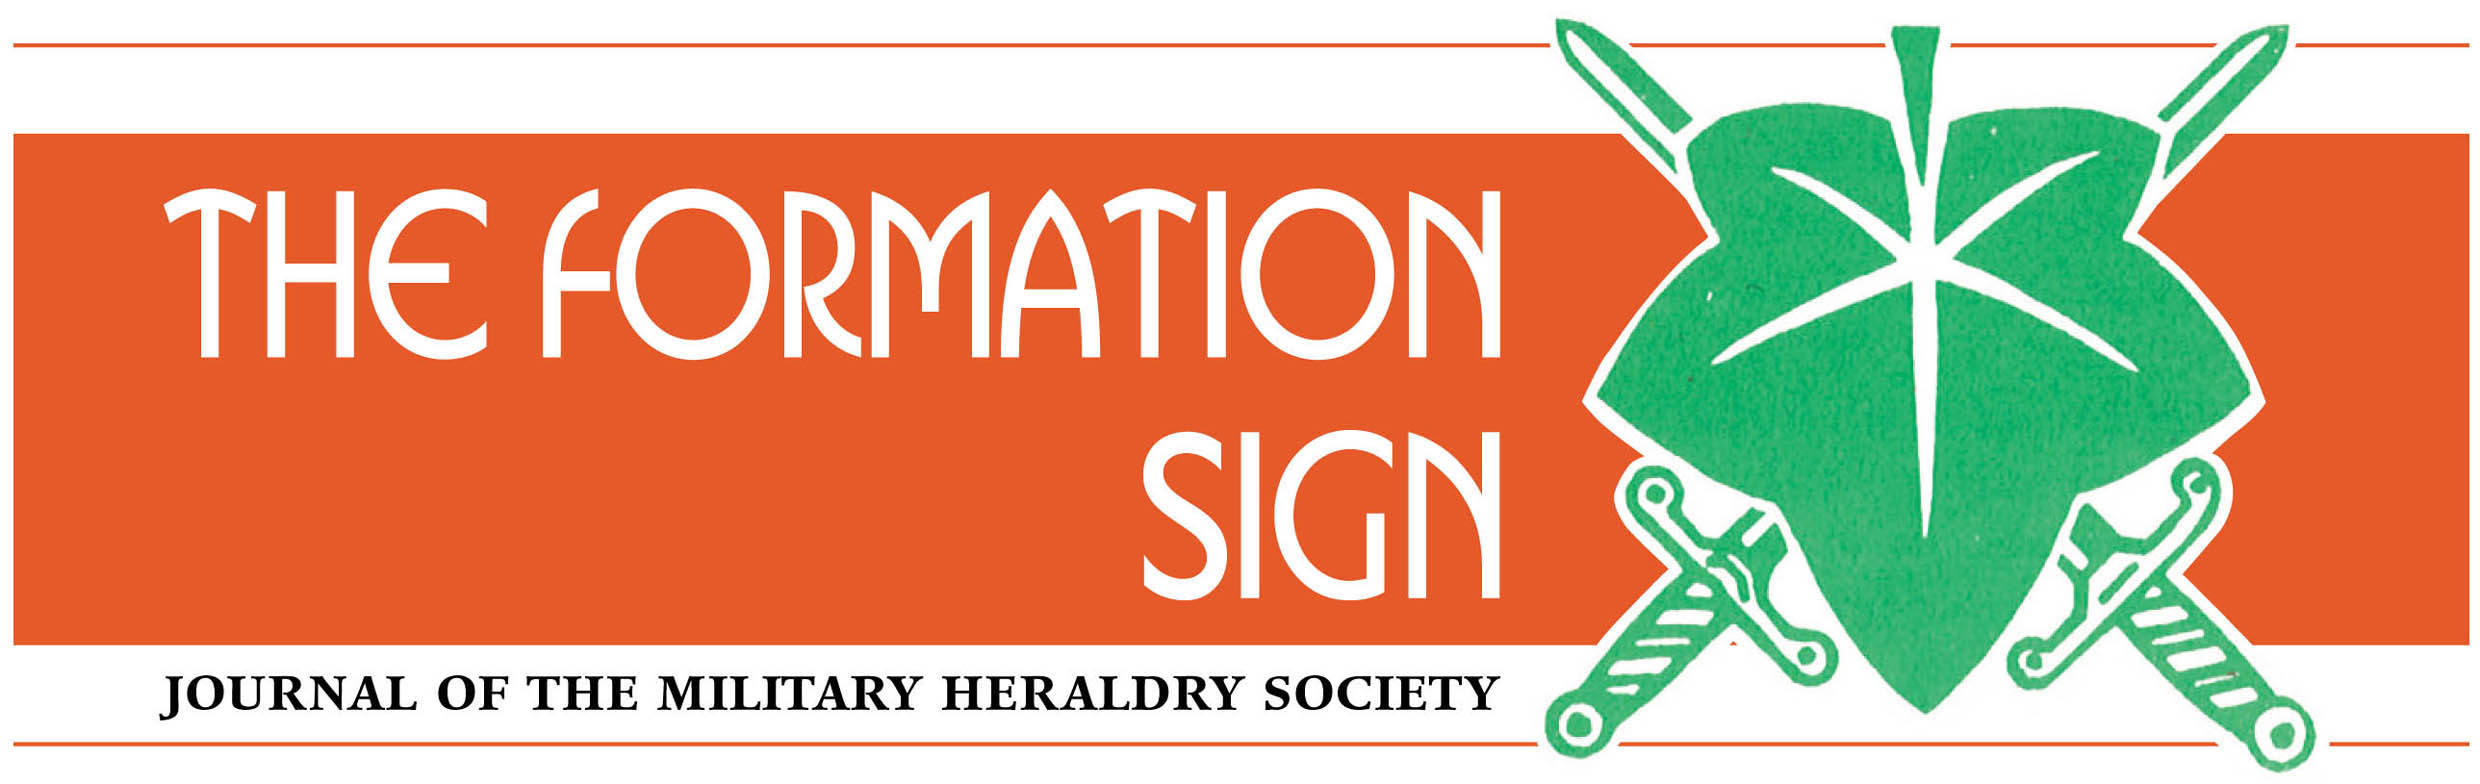 THE FORMATION
SIGN
JOURNAL OF THE MILITARY HERALDRY SOCIETY